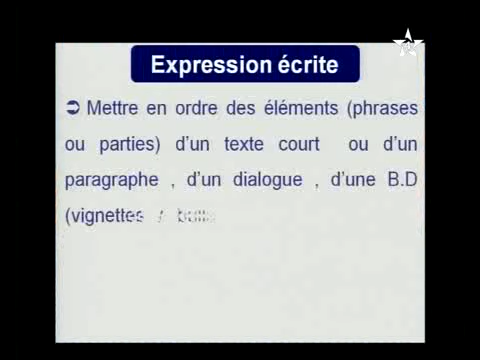 Expression écrite
➲ Mettre en ordre des éléments (phrases
ou parties) d'un texte court ou d'un
paragraphe , d'un dialogue , d'une B.D
(vignettes